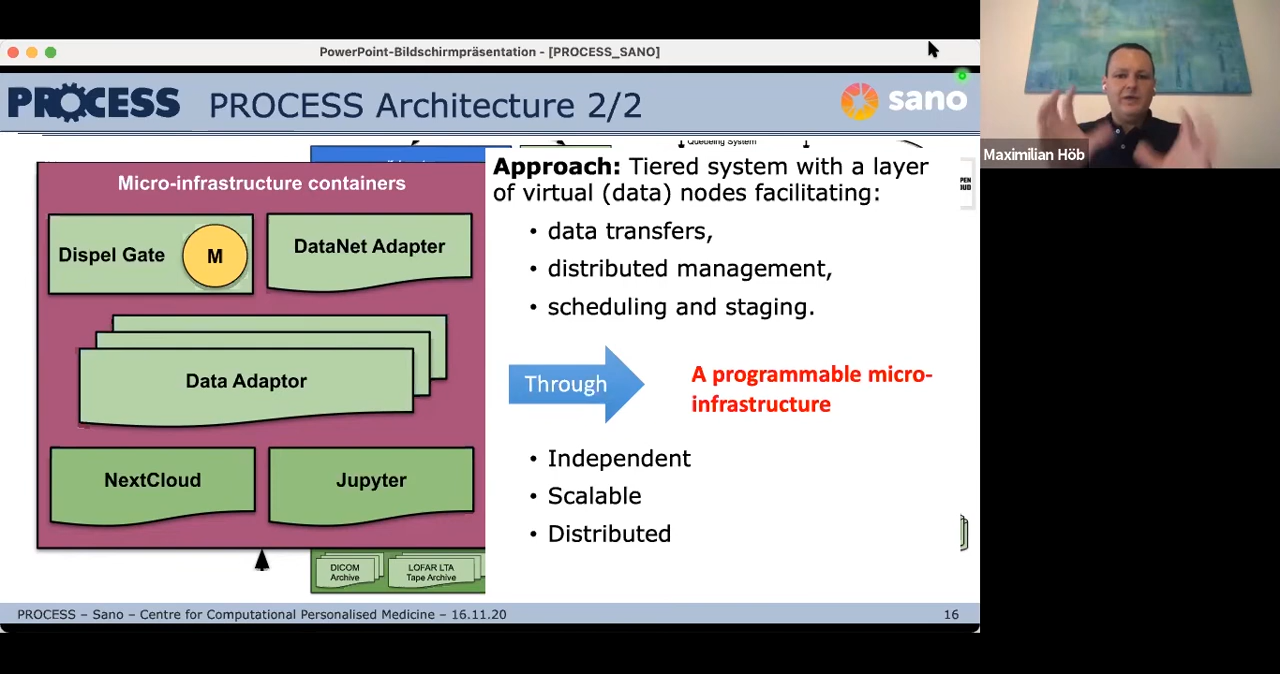 PowerPoint-Bildschirmpräsentation - [PROCESS_SANO]
PROCESS
PROCESS Architecture 2/2
sano
Maximilian Höb
Queueing System
Micro-infrastructure containers
Dispel Gate
M
DataNet Adapter
Data Adaptor
NextCloud
Jupyter
DICOM
Archive
LOFAR LTA
Tape Archive
Approach: Tiered system with a layer
of virtual (data) nodes facilitating:
• data transfers,
• distributed management,
• scheduling and staging.
Through
A programmable micro-
infrastructure
• Independent
• Scalable
• Distributed
PROCESS – Sano – Centre for Computational Personalised Medicine – 16.11.20
16